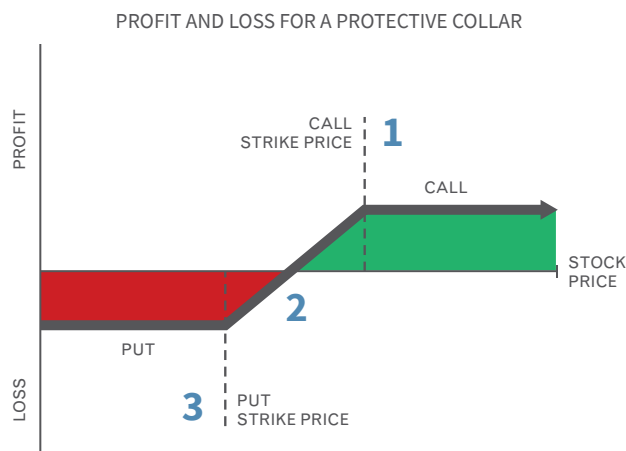 PROFIT AND LOSS FOR A PROTECTIVE COLLAR
PROFIT
CALL
STRIKE PRICE
1
CALL
STOCK
PRICE
2
PUT
LOSS
3
PUT
STRIKE PRICE